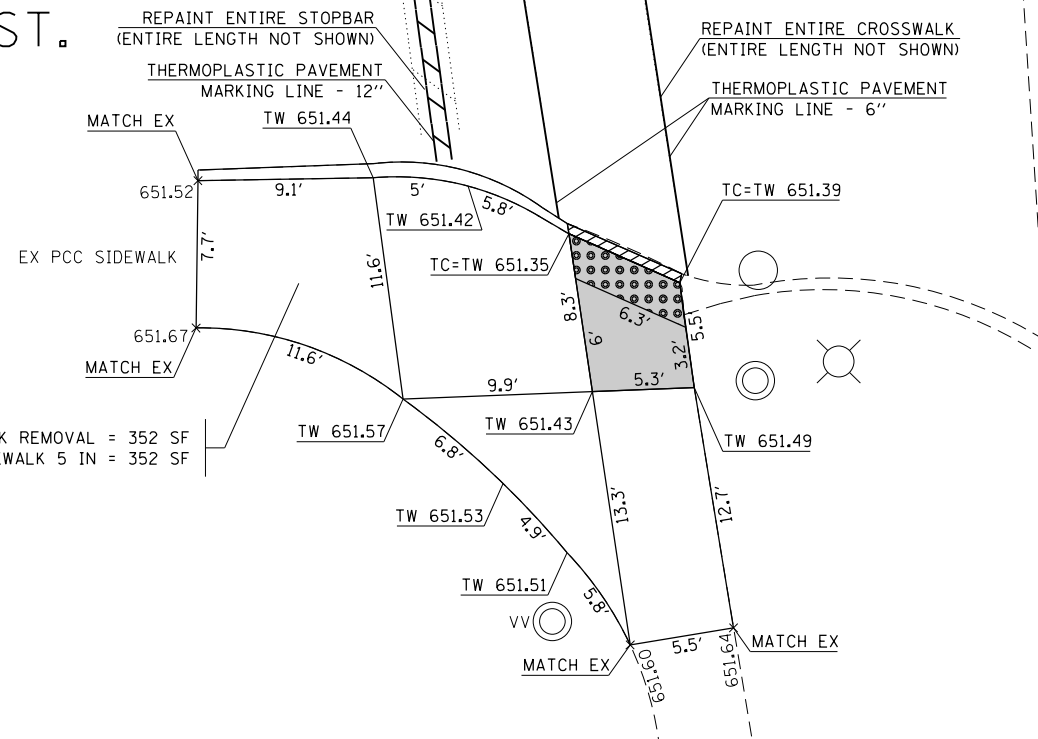 ST.
REPAINT ENTIRE STOPBAR
(ENTIRE LENGTH NOT SHOWN)
THERMOPLASTIC PAVEMENT
MARKING LINE - 12"
REPAINT ENTIRE CROSSWALK
(ENTIRE LENGTH NOT SHOWN)
THERMOPLASTIC PAVEMENT
MARKING LINE - 6"
MATCH EX
TW 651.44
651.52
9.1'
5'
5.8'
TW 651.42
TC=TW 651.39
EX PCC SIDEWALK
7.7'
11.6'
TC=TW 651.35
8.3'
6.3'
6'
5.5'
3.2'
651.67
MATCH EX
11.6'
9.9'
5.3'
TW 651.57
TW 651.43
TW 651.49
K REMOVAL = 352 SF
EWALK 5 IN = 352 SF
6.8'
TW 651.53
4.9'
13.3'
12.7'
TW 651.51
5.8'
VV
MATCH EX
5.5'
MATCH EX
651.60
651.64